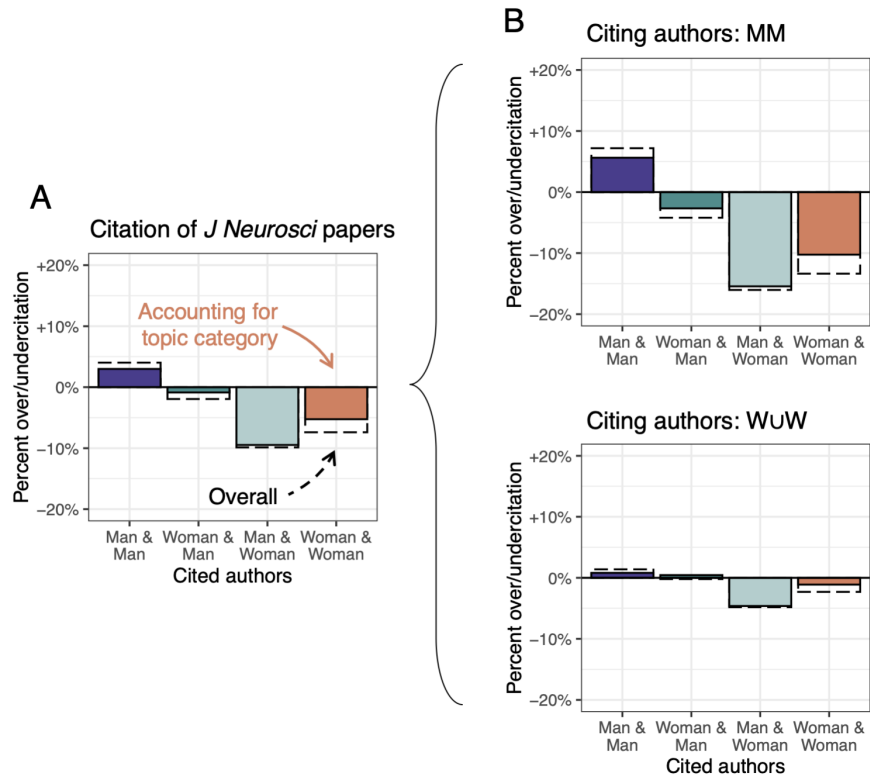 A
Citation of J Neurosci papers
Percent over/undercitation
+20%
+10%
0%
−10%
−20%
Accounting for
topic category
Overall
Man &
Man
Woman &
Man
Man &
Woman
Woman &
Woman
Cited authors
B
Citing authors: MM
Percent over/undercitation
+20%
+10%
0%
−10%
−20%
Man &
Man
Woman &
Man
Man &
Woman
Woman &
Woman
Citing authors: W∪W
Percent over/undercitation
+20%
+10%
0%
−10%
−20%
Man &
Man
Woman &
Man
Man &
Woman
Woman &
Woman
Cited authors